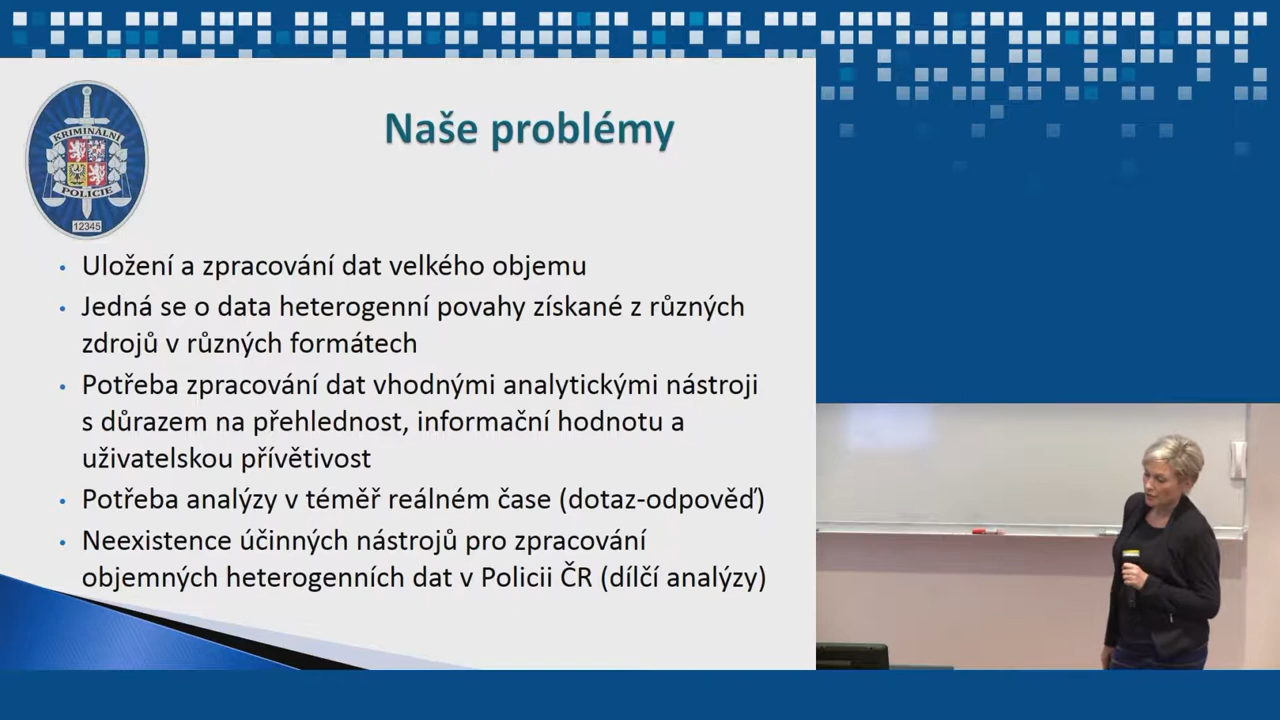 KRIMINÁLNÍ
POLICIE
12345
Naše problémy
• Uložení a zpracování dat velkého objemu
• Jedná se o data heterogenní povahy získané z různých
zdrojů v různých formátech
• Potřeba zpracování dat vhodnými analytickými nástroji
s důrazem na přehlednost, informační hodnotu a
uživatelskou přívětivost
• Potřeba analýzy v téměř reálném čase (dotaz-odpověď)
• Neexistence účinných nástrojů pro zpracování
objemných heterogenních dat v Policii ČR (dílčí analýzy)